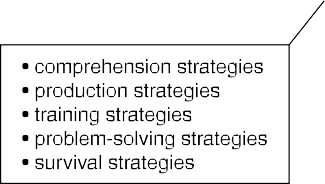 • comprehension strategies
• production strategies
• training strategies
• problem-solving strategies
• survival strategies